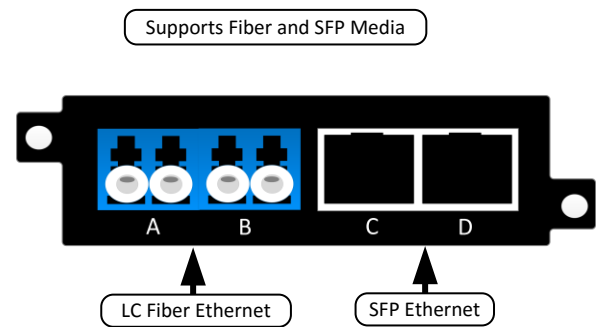 Supports Fiber and SFP Media
A B C D
LC Fiber Ethernet
SFP Ethernet